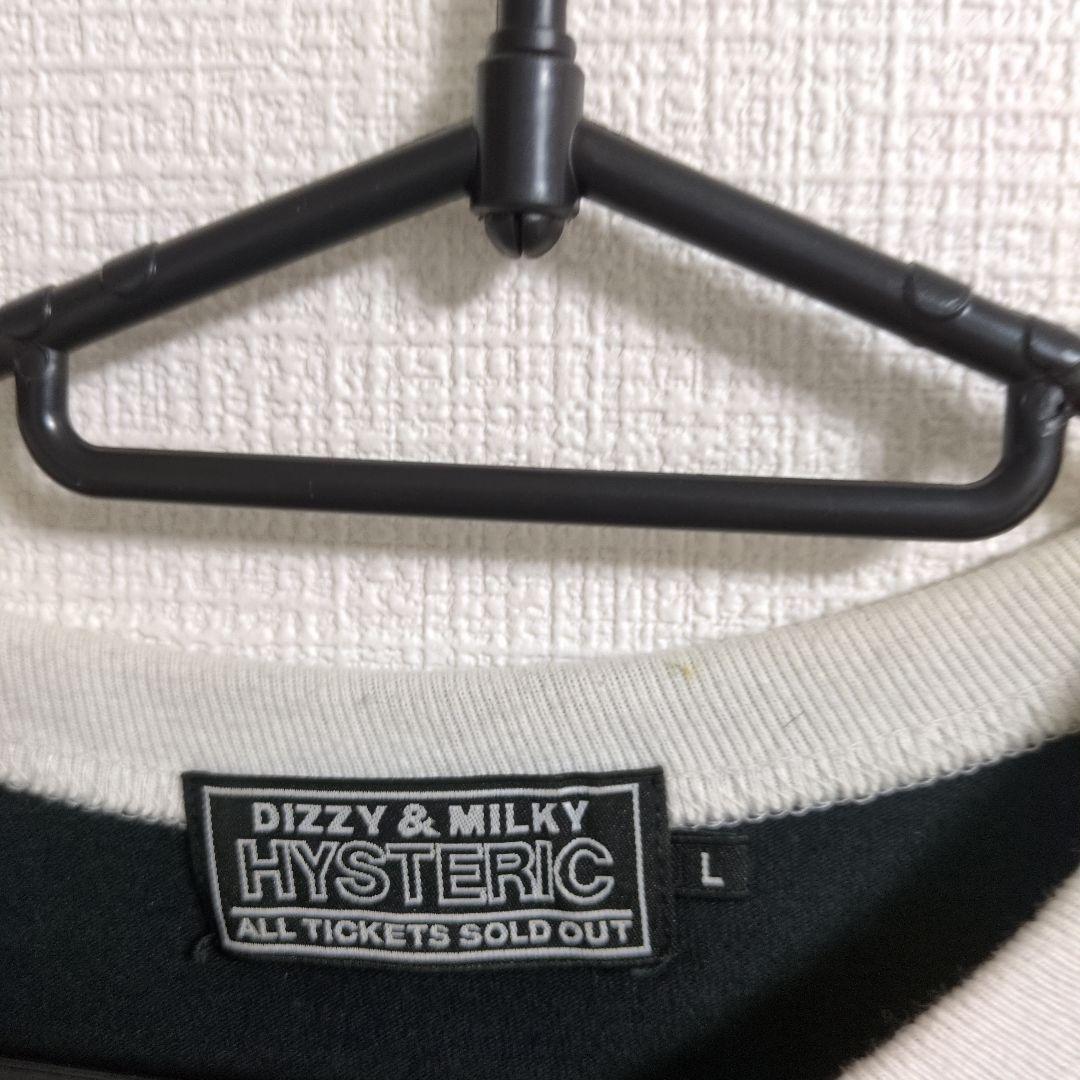 DIZZY & MILKY
HYSTERIC
ALL TICKETS SOLD OUT
L